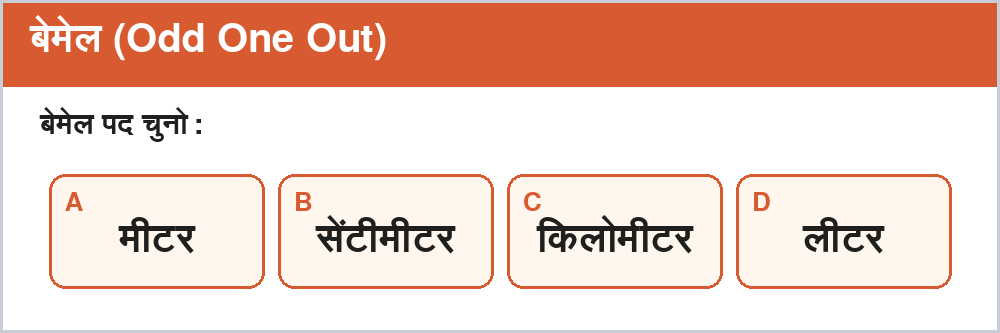 बेमेल (Odd One Out)
बेमेल पद चुनो :
A
मीटर
B
सेंटीमीटर
C
किलोमीटर
D
लीटर